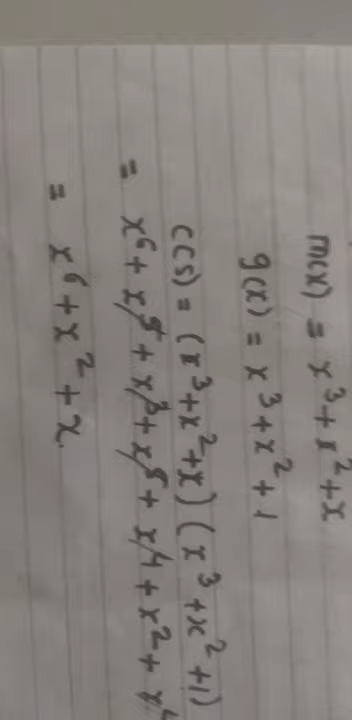 m(x) = x³ + x² + x
g(x) = x³ + x² + 1
c(s) = (x³ + x² + x) (x³ + x² + 1)
= x⁶ + x⁵ + x³ + x⁵ + x⁴ + x² + x⁴
= x⁶ + x² + x